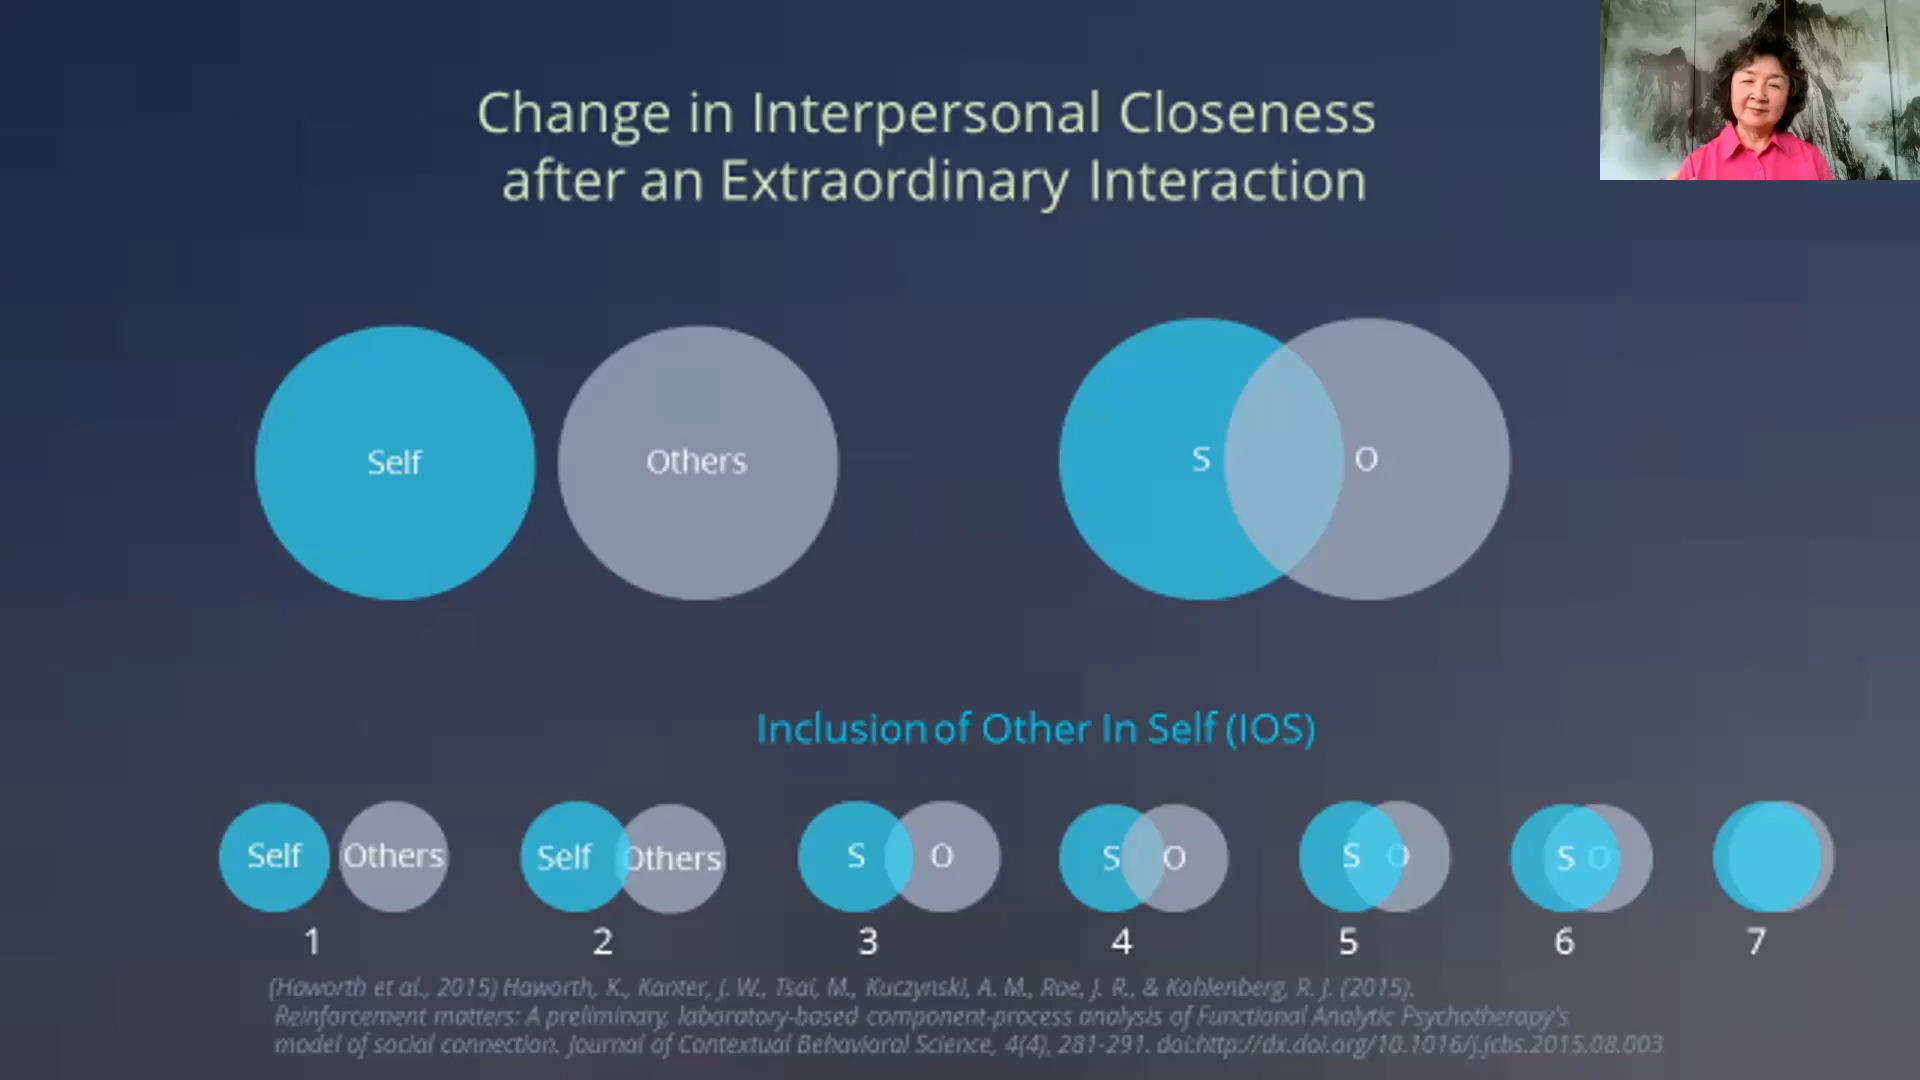 Change in Interpersonal Closeness
after an Extraordinary Interaction
Self Others S O
Inclusion of Other In Self (IOS)
Self Others Self Others S O S O S O S O
1 2 3 4 5 6 7
(Haworth et al., 2015) Haworth, K., Kanter, J. W., Tsai, M., Kuczynski, A. M., Rae, J. R., & Kohlenberg, R. J. (2015).
Reinforcement matters: A preliminary, laboratory-based component-process analysis of Functional Analytic Psychotherapy's
model of social connection. Journal of Contextual Behavioral Science, 4(4), 281-291. doi:http://dx.doi.org/10.1016/j.jcbs.2015.08.003